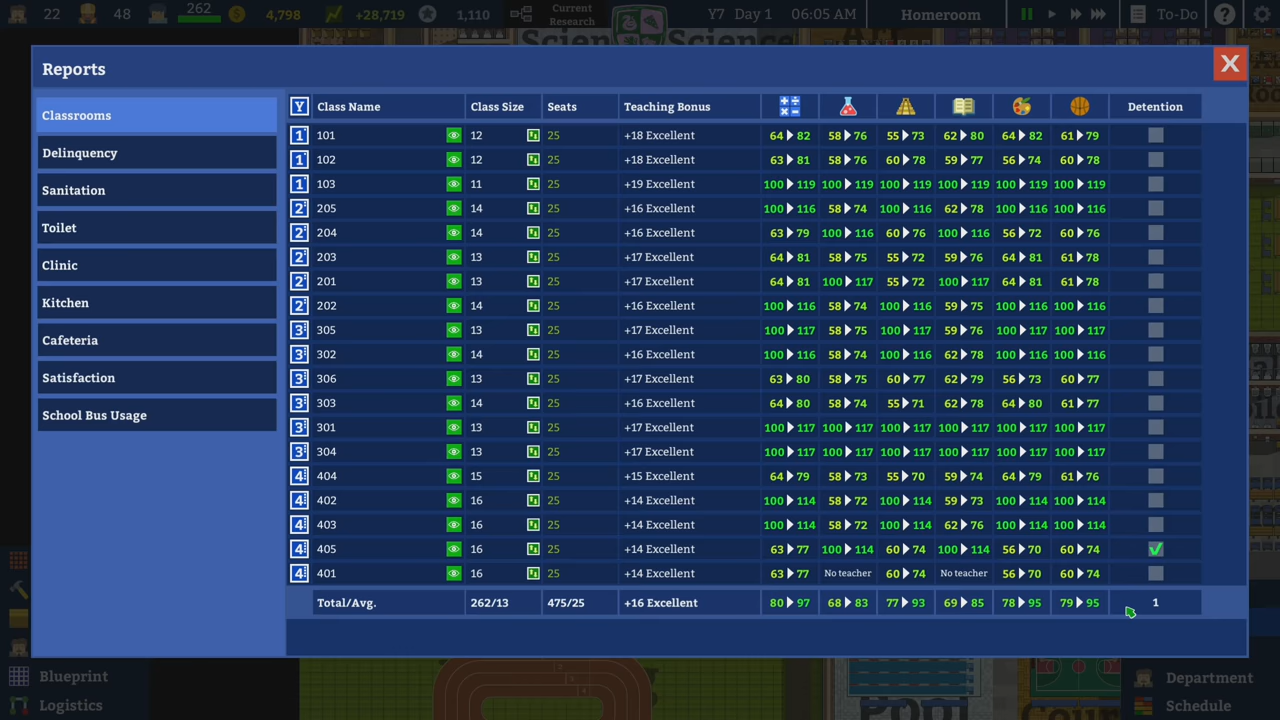 22 48 262 4,798 +28,719 1,110 Current Research Y7 Day 1 06:05 AM Homeroom To-Do ?
Scien Science
Reports X
Classrooms
Delinquency
Sanitation
Toilet
Clinic
Kitchen
Cafeteria
Satisfaction
School Bus Usage
Y Class Name Class Size Seats Teaching Bonus Detention
1 101 12 25 +18 Excellent 64 82 58 76 55 73 62 80 64 82 61 79
1 102 12 25 +18 Excellent 63 81 58 76 60 78 59 77 56 74 60 78
1 103 11 25 +19 Excellent 100 119 100 119 100 119 100 119 100 119 100 119
2 205 14 25 +16 Excellent 100 116 58 74 100 116 62 78 100 116 100 116
2 204 14 25 +16 Excellent 63 79 100 116 60 76 100 116 56 72 60 76
2 203 13 25 +17 Excellent 64 81 58 75 55 72 59 76 64 81 61 78
2 201 13 25 +17 Excellent 64 81 100 117 55 72 100 117 64 81 61 78
2 202 14 25 +16 Excellent 100 116 58 74 100 116 59 75 100 116 100 116
3 305 13 25 +17 Excellent 100 117 58 75 100 117 59 76 100 117 100 117
3 302 14 25 +16 Excellent 100 116 58 74 100 116 62 78 100 116 100 116
3 306 13 25 +17 Excellent 63 80 58 75 60 77 62 79 56 73 60 77
3 303 14 25 +16 Excellent 64 80 58 74 55 71 62 78 64 80 61 77
3 301 13 25 +17 Excellent 100 117 100 117 100 117 100 117 100 117 100 117
3 304 13 25 +17 Excellent 100 117 100 117 100 117 100 117 100 117 100 117
4 404 15 25 +15 Excellent 64 79 58 73 55 70 59 74 64 79 61 76
4 402 16 25 +14 Excellent 100 114 58 72 100 114 59 73 100 114 100 114
4 403 16 25 +14 Excellent 100 114 58 72 100 114 62 76 100 114 100 114
4 405 16 25 +14 Excellent 63 77 100 114 60 74 100 114 56 70 60 74
4 401 16 25 +14 Excellent 63 77 No teacher 60 74 No teacher 56 70 60 74
Total/Avg. 262/13 475/25 +16 Excellent 80 97 68 83 77 93 69 85 78 95 79 95 1
Blueprint
Logistics
Department
Schedule